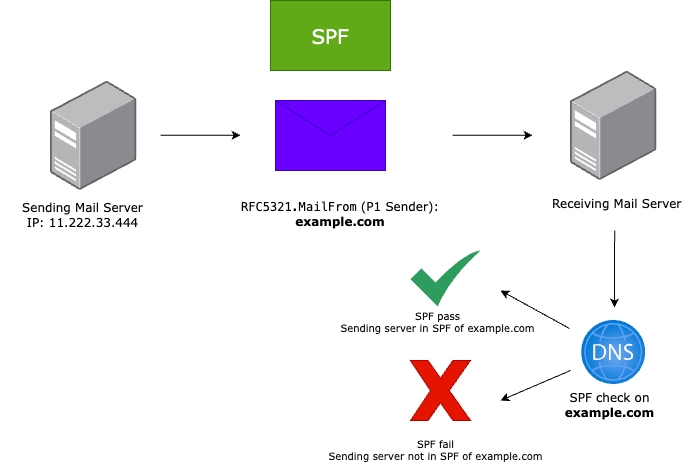 SPF
Sending Mail Server
IP: 11.222.33.444
RFC5321.MailFrom (P1 Sender):
example.com
Receiving Mail Server
SPF pass
Sending server in SPF of example.com
DNS
SPF check on
example.com
SPF fail
Sending server not in SPF of example.com